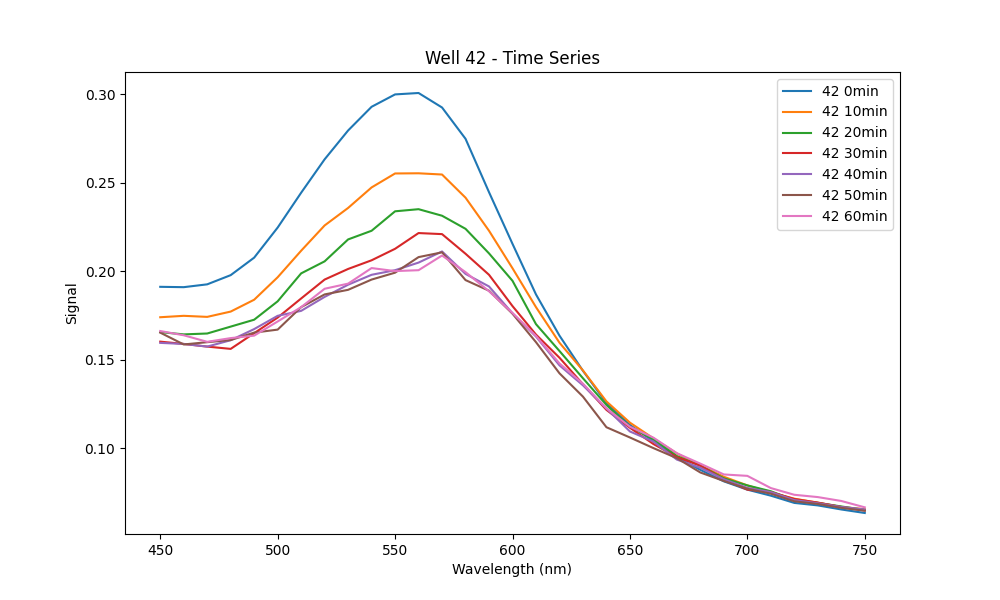 Well 42 - Time Series
Signal
0.30
0.25
0.20
0.15
0.10
450
500
550
600
650
700
750
Wavelength (nm)
42 0min
42 10min
42 20min
42 30min
42 40min
42 50min
42 60min